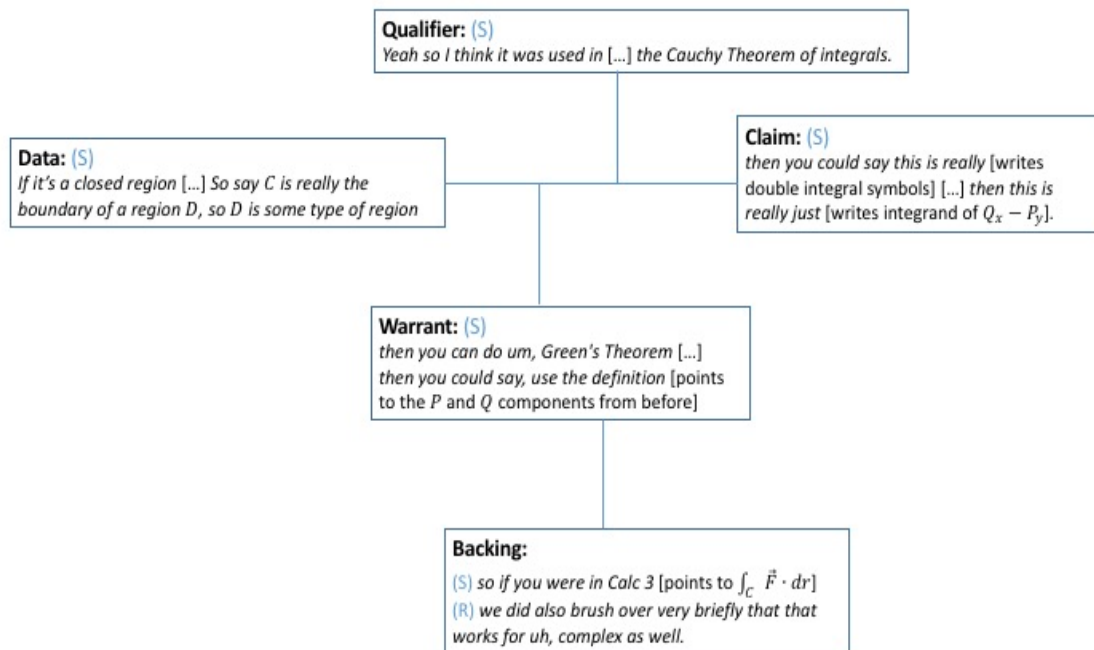 Qualifier: (S)
Yeah so I think it was used in [...] the Cauchy Theorem of integrals.
Data: (S)
If it's a closed region [...] So say C is really the
boundary of a region D, so D is some type of region
Claim: (S)
then you could say this is really [writes
double integral symbols] [...] then this is
really just [writes integrand of Qₓ − P_y].
Warrant: (S)
then you can do um, Green's Theorem [...]
then you could say, use the definition [points
to the P and Q components from before]
Backing:
(S) so if you were in Calc 3 [points to ∫_C F⃗ · dr]
(R) we did also brush over very briefly that that
works for uh, complex as well.